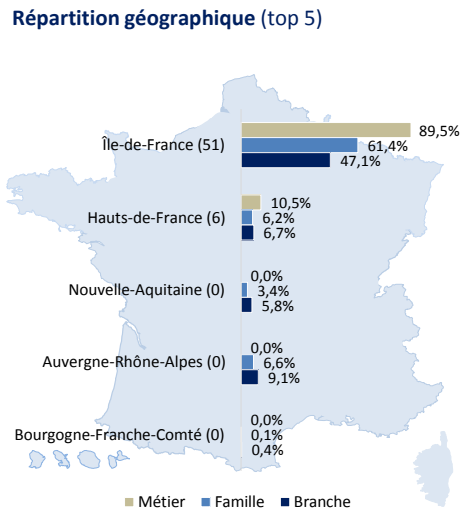 Répartition géographique (top 5)
Île-de-France (51)
89,5%
61,4%
47,1%
Hauts-de-France (6)
10,5%
6,2%
6,7%
Nouvelle-Aquitaine (0)
0,0%
3,4%
5,8%
Auvergne-Rhône-Alpes (0)
0,0%
6,6%
9,1%
Bourgogne-Franche-Comté (0)
0,0%
0,1%
0,4%
Métier Famille Branche